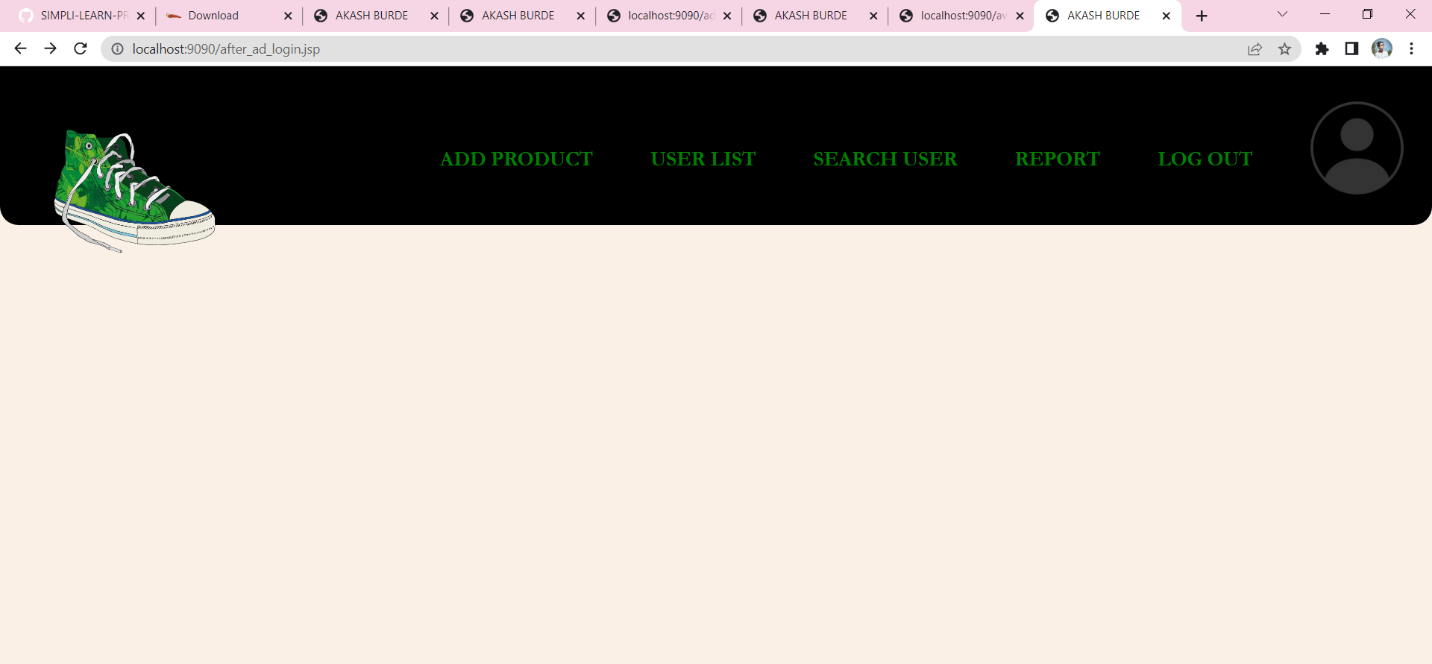 SIMPLI-LEARN-PR
Download
AKASH BURDE
AKASH BURDE
localhost:9090/ad
AKASH BURDE
localhost:9090/aw
AKASH BURDE
localhost:9090/after_ad_login.jsp
ADD PRODUCT
USER LIST
SEARCH USER
REPORT
LOG OUT